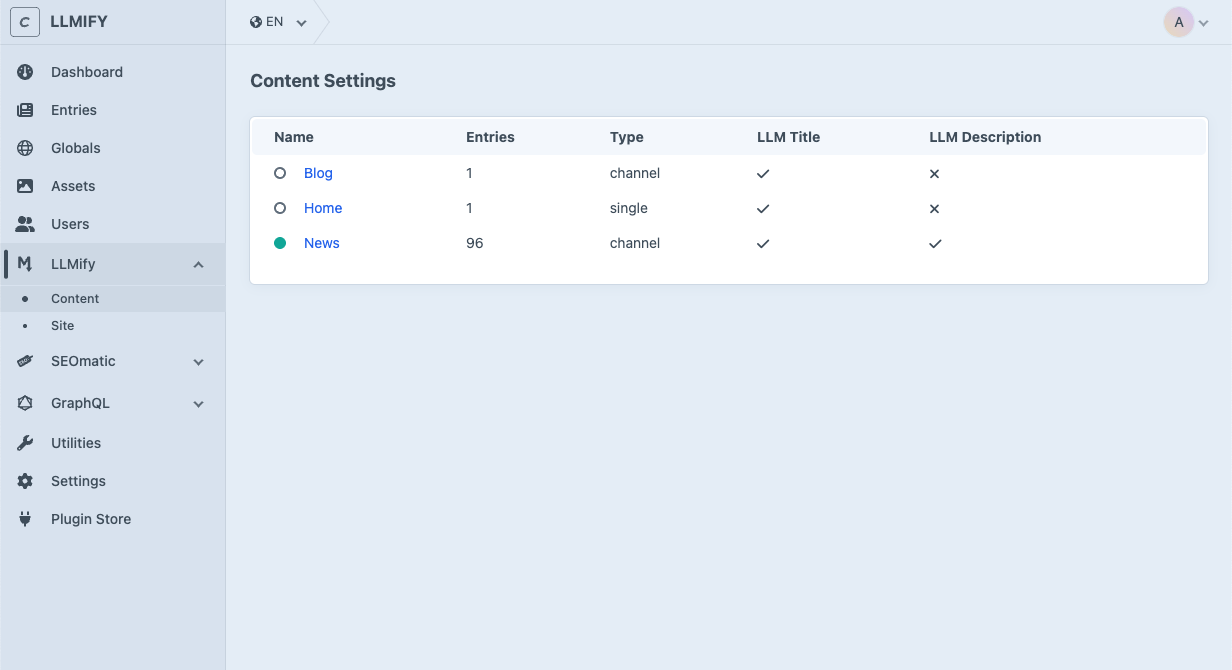 C LLMIFY
EN
A
Dashboard
Entries
Globals
Assets
Users
LLMify
Content
Site
SEOmatic
GraphQL
Utilities
Settings
Plugin Store
Content Settings
Name Entries Type LLM Title LLM Description
Blog 1 channel
Home 1 single
News 96 channel